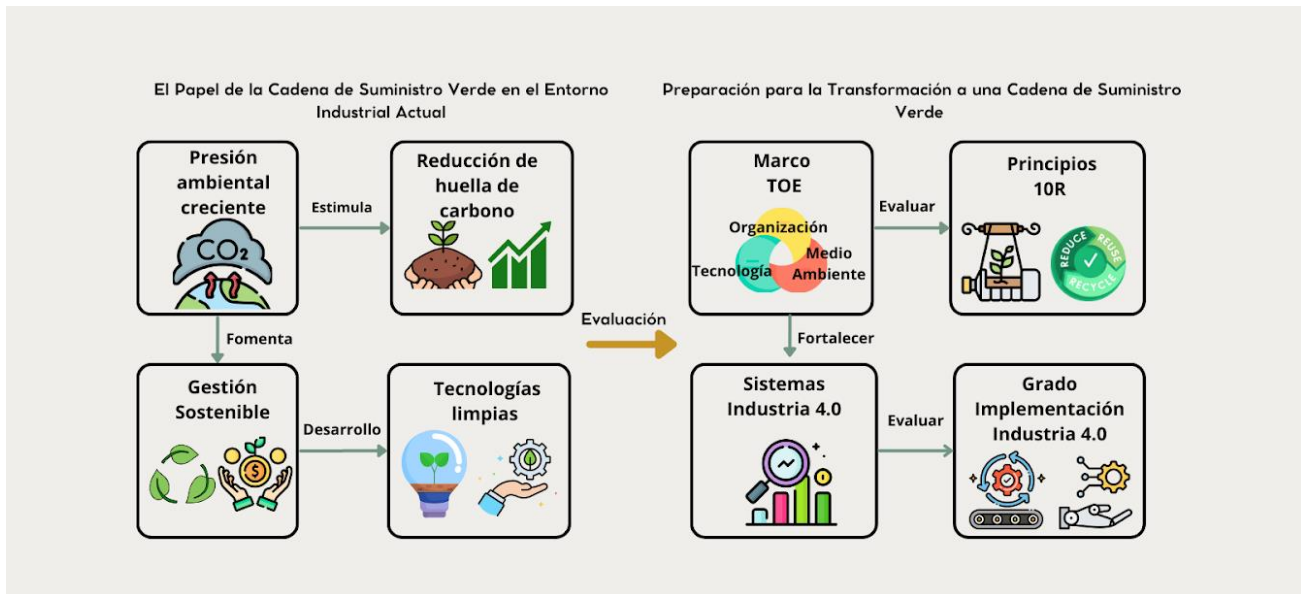 El Papel de la Cadena de Suministro Verde en el Entorno
Industrial Actual
Presión
ambiental
creciente
CO₂
Estimula
Reducción de
huella de
carbono
Fomenta
Gestión
Sostenible
$
Desarrollo
Tecnologías
limpias
Evaluación
Preparación para la Transformación a una Cadena de Suministro
Verde
Marco
TOE
Organización
Tecnología
Medio
Ambiente
Evaluar
Principios
10R
REDUCE
REUSE
RECYCLE
Fortalecer
Sistemas
Industria 4.0
Evaluar
Grado
Implementación
Industria 4.0